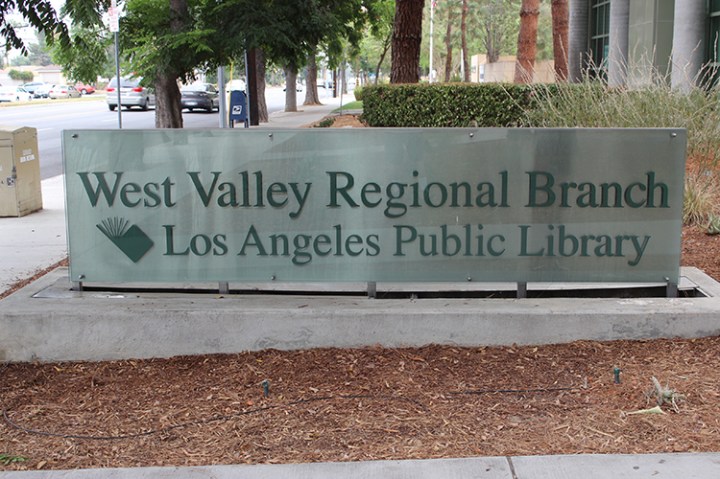 West Valley Regional Branch
Los Angeles Public Library